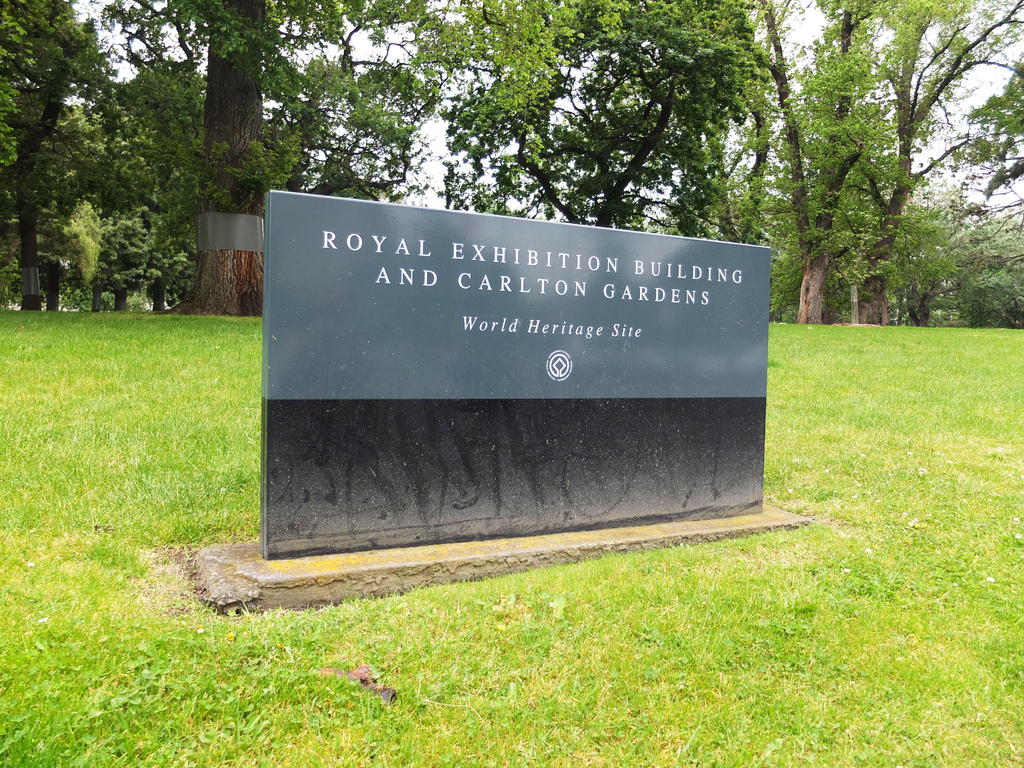 ROYAL EXHIBITION BUILDING
AND CARLTON GARDENS
World Heritage Site